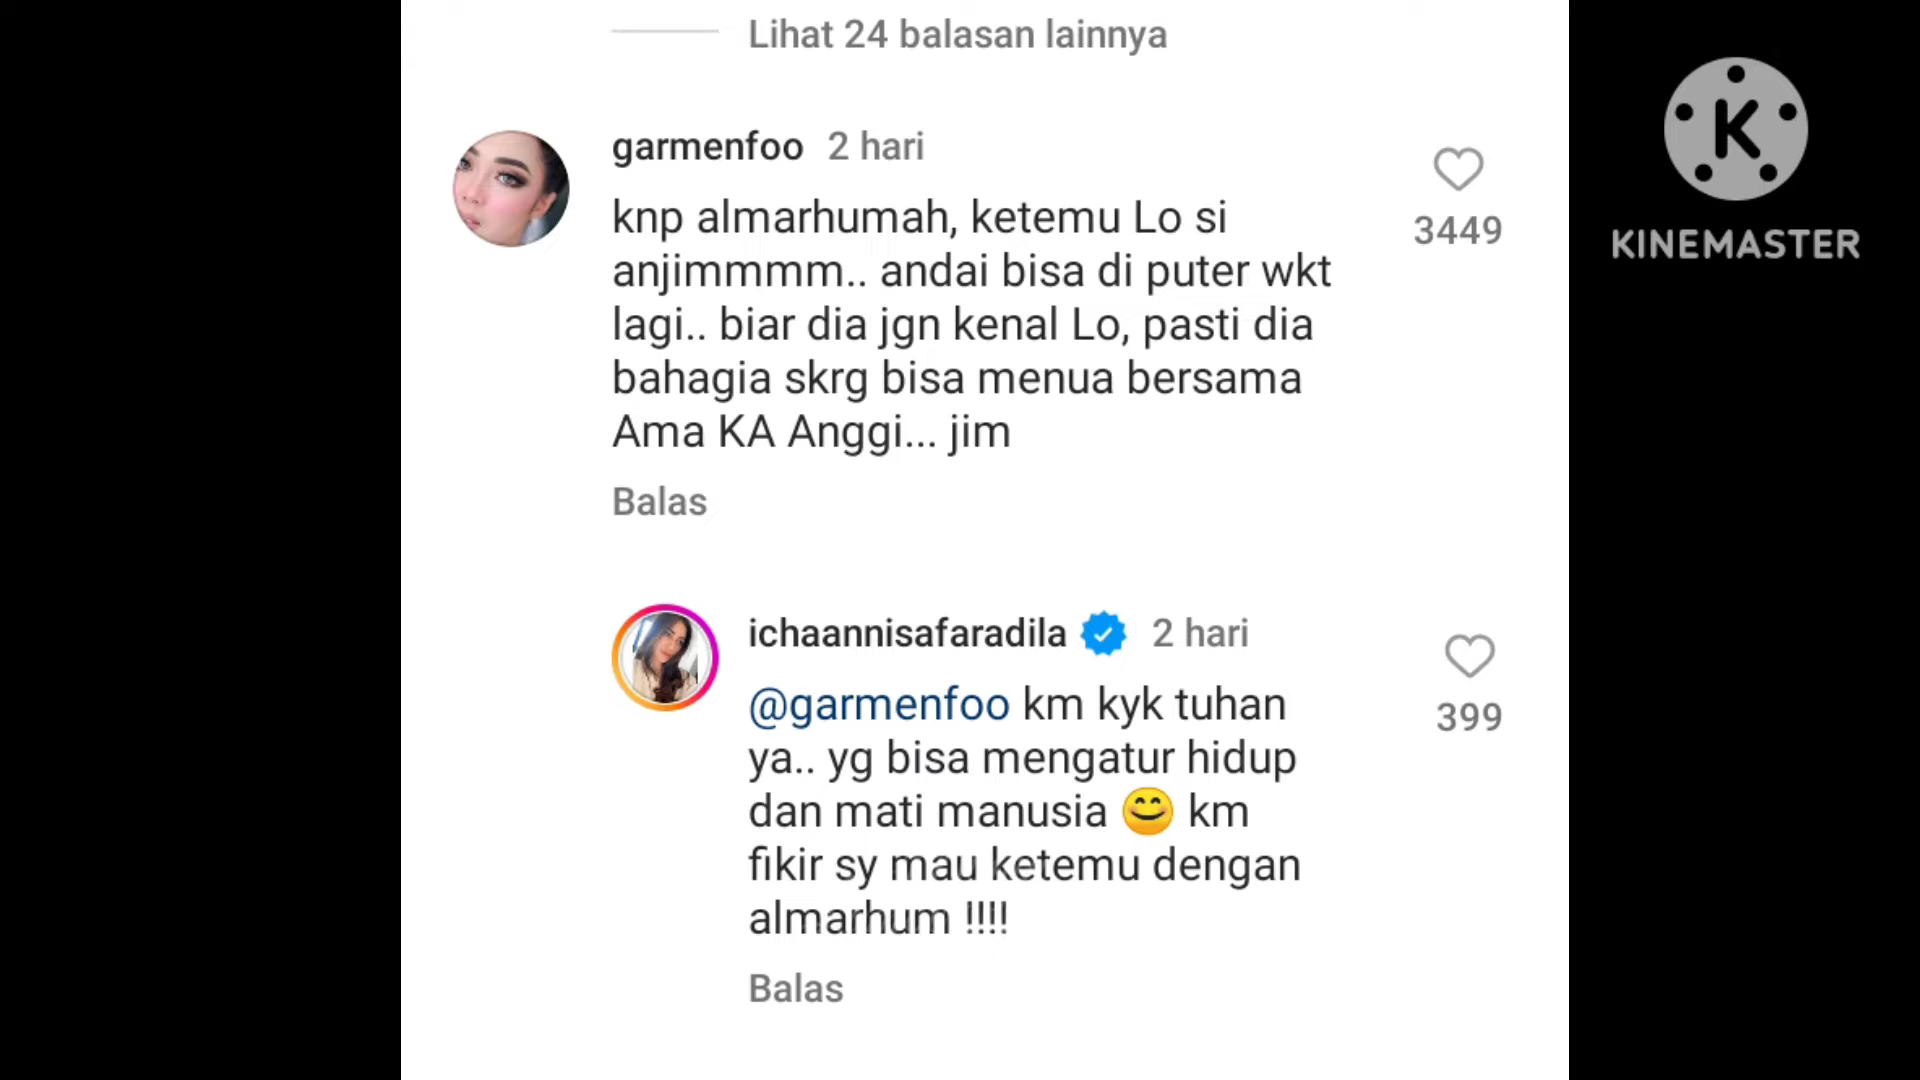 Lihat 24 balasan lainnya
garmenfoo 2 hari
knp almarhumah, ketemu Lo si
anjimmmm.. andai bisa di puter wkt
lagi.. biar dia jgn kenal Lo, pasti dia
bahagia skrg bisa menua bersama
Ama KA Anggi... jim
3449
Balas
ichaannisafaradila 2 hari
@garmenfoo km kyk tuhan
ya.. yg bisa mengatur hidup
dan mati manusia 😊 km
fikir sy mau ketemu dengan
almarhum !!!!
399
Balas
K
KINEMASTER